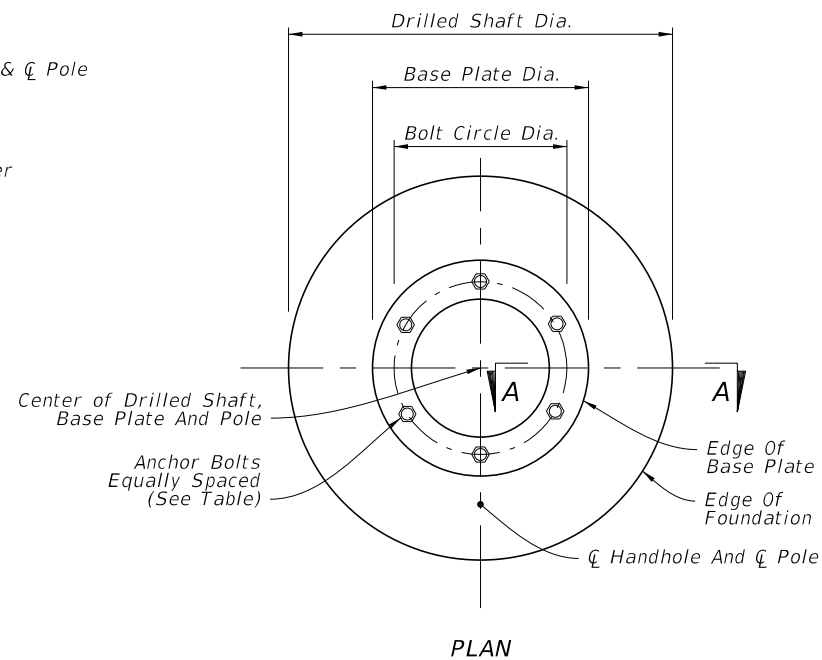 Drilled Shaft Dia.
& ℄ Pole
Base Plate Dia.
Bolt Circle Dia.
er
A
A
Center of Drilled Shaft,
Base Plate And Pole
Anchor Bolts
Equally Spaced
(See Table)
Edge Of
Base Plate
Edge Of
Foundation
℄ Handhole And ℄ Pole
PLAN